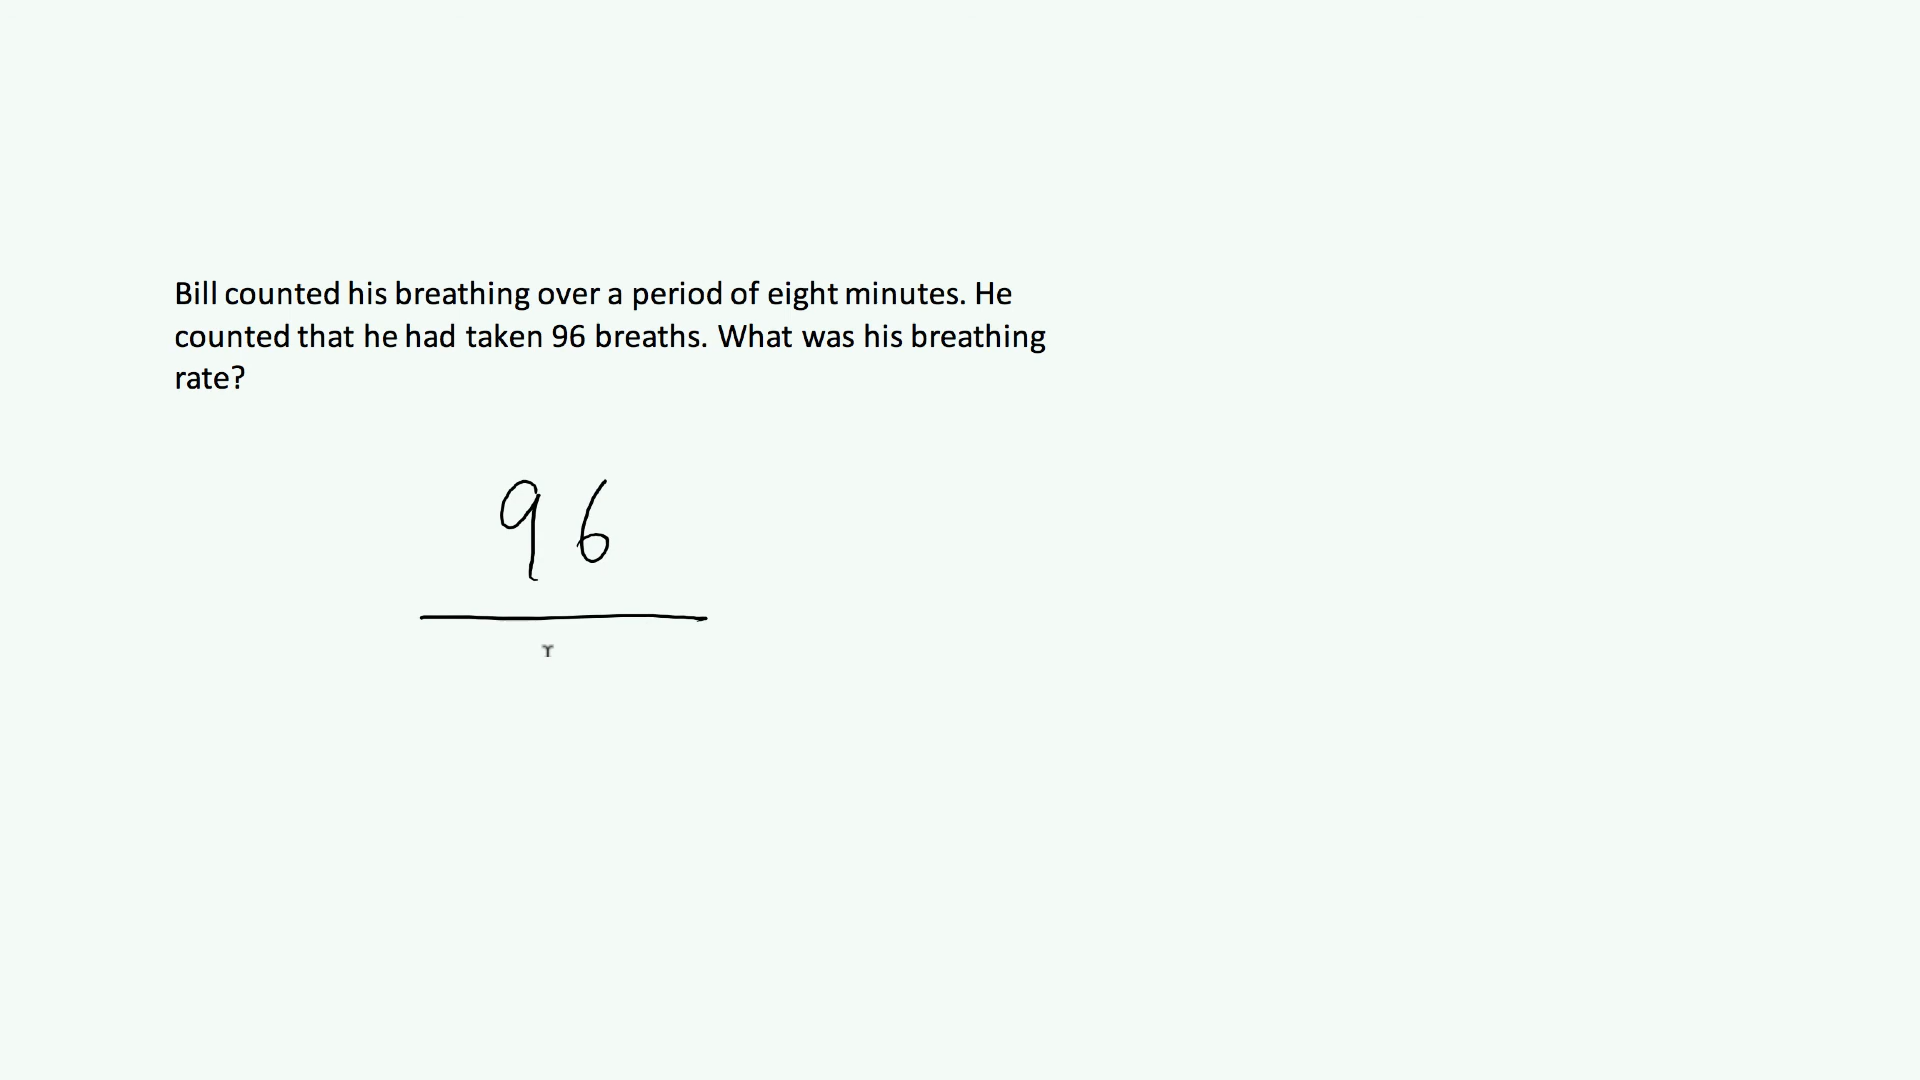 Bill counted his breathing over a period of eight minutes. He
counted that he had taken 96 breaths. What was his breathing
rate?
96